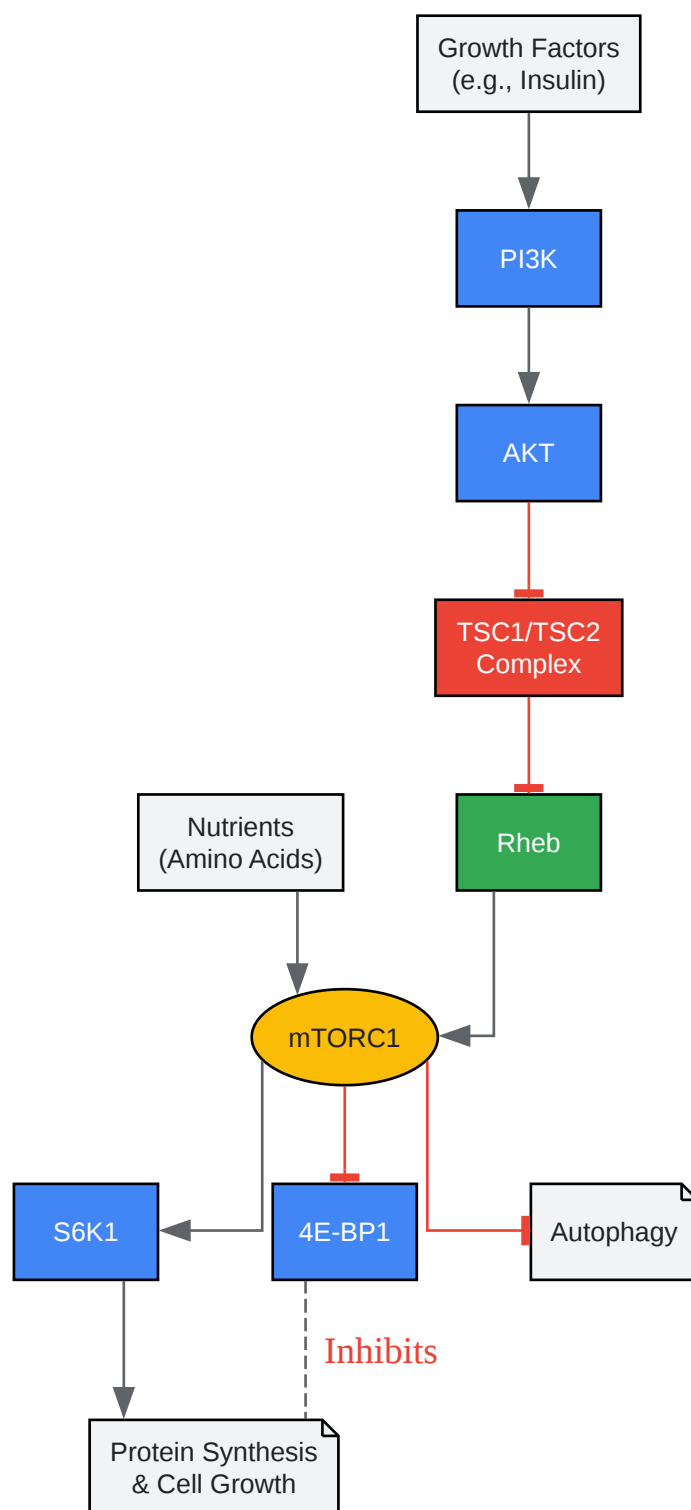 Growth Factors
(e.g., Insulin)
PI3K
AKT
TSC1/TSC2
Complex
Nutrients
(Amino Acids)
Rheb
mTORC1
S6K1
4E-BP1
Autophagy
Inhibits
Protein Synthesis
& Cell Growth